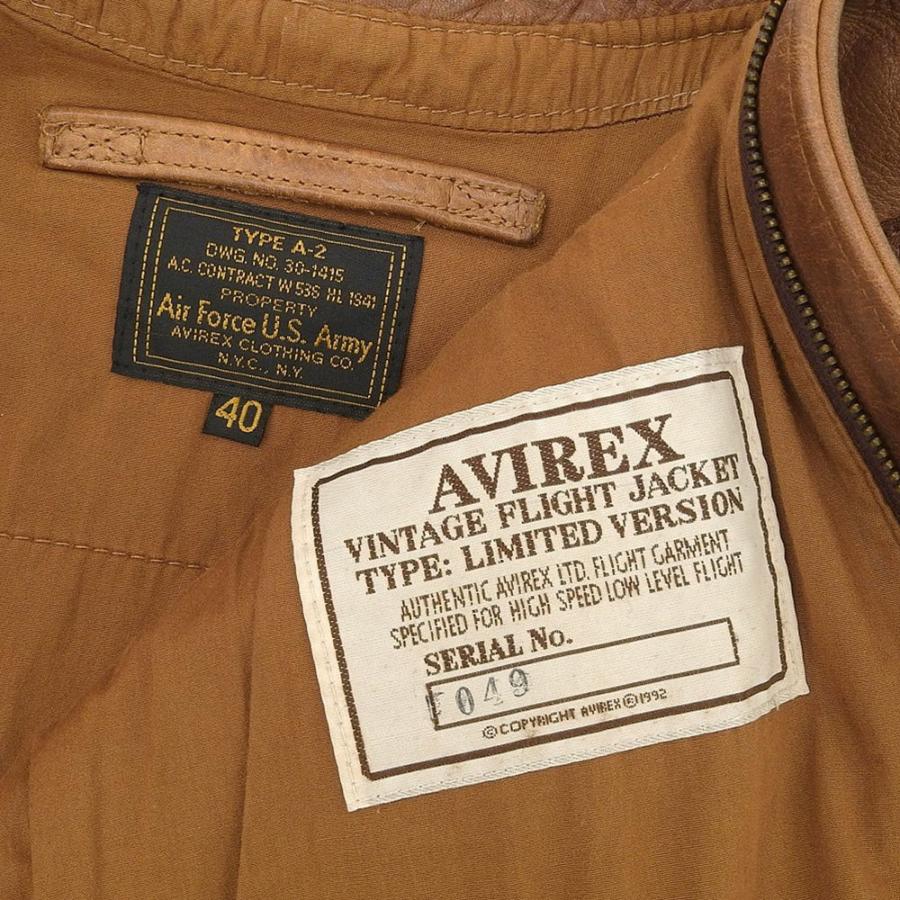 TYPE A-2
DWG. NO. 30-1415
A.C. CONTRACT W 535 HL 1941
PROPERTY
Air Force U.S. Army
AVIREX CLOTHING CO.
N.Y.C., N.Y.
40
AVIREX
VINTAGE FLIGHT JACKET
TYPE: LIMITED VERSION
AUTHENTIC AVIREX LTD. FLIGHT GARMENT
SPECIFIED FOR HIGH SPEED LOW LEVEL FLIGHT
SERIAL No.
049
©COPYRIGHT AVIREX©1992